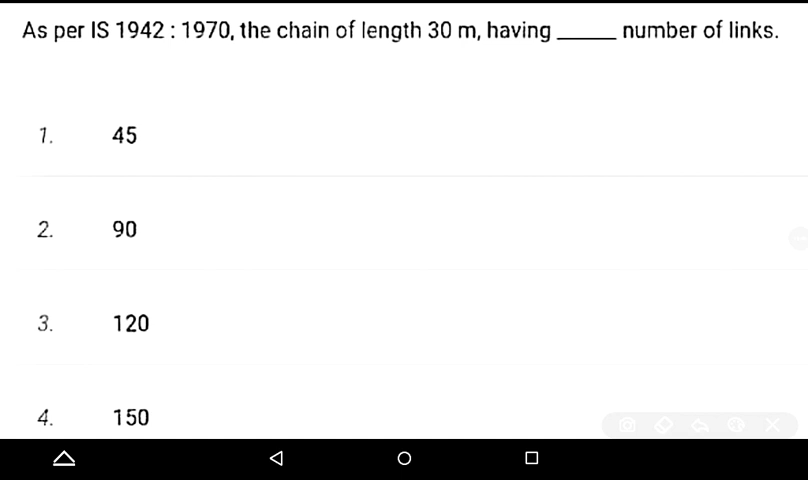 As per IS 1942 : 1970, the chain of length 30 m, having _____ number of links.
1. 45
2. 90
3. 120
4. 150